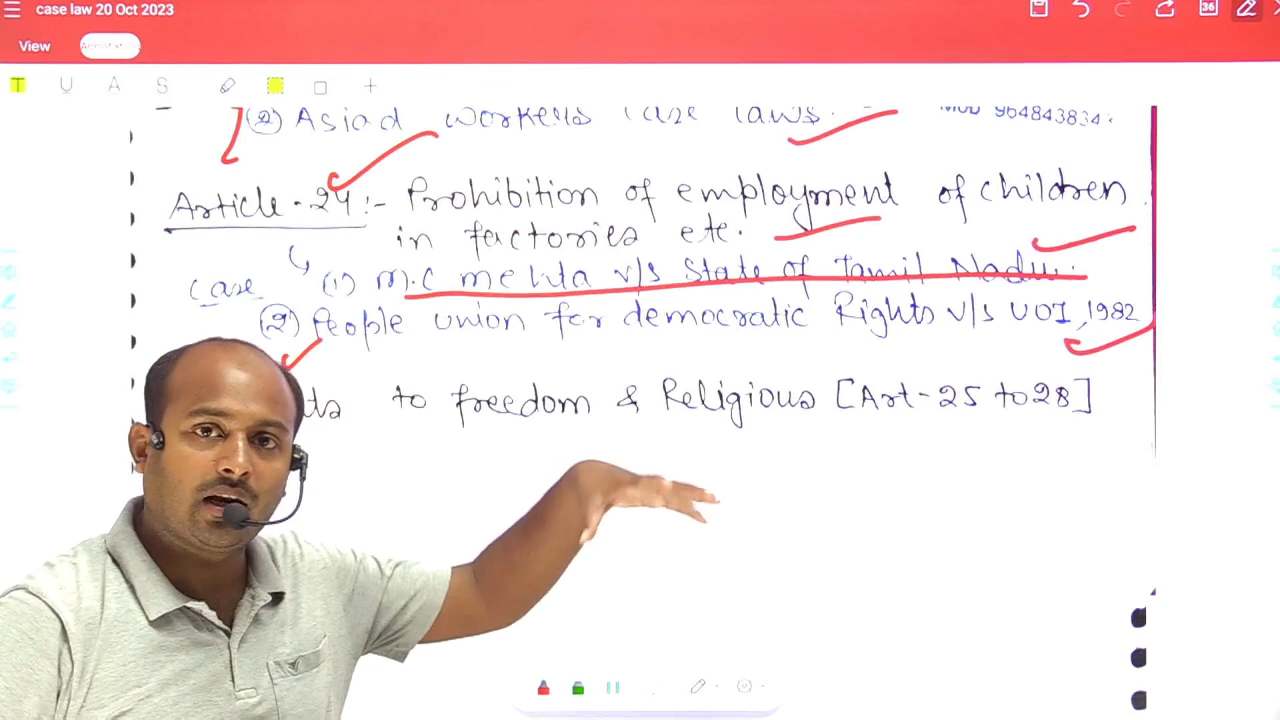 case law 20 Oct 2023
36
View
Annotation
T U A S
(2) Asiad workers case laws.
Article-24:- Prohibition of employment of children
in factories etc.
case (1) M.C mehta v/s State of Tamil Nadu.
(2) People union for democratic Rights v/s UOI, 1982
to freedom & Religious [Art-25 to 28]